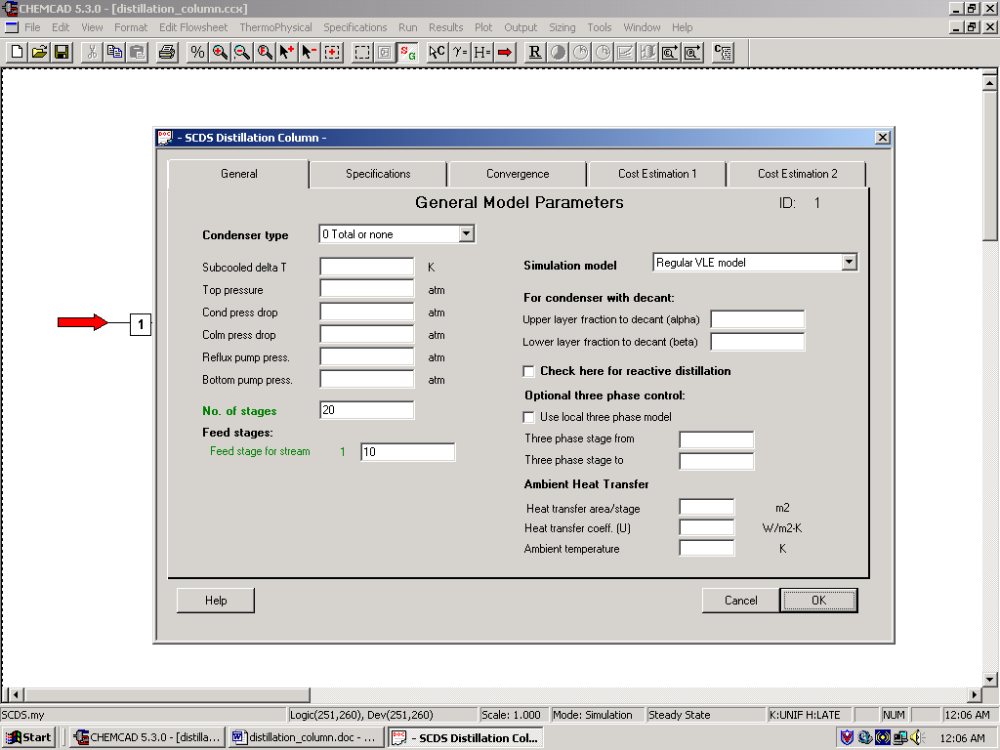 CHEMCAD 5.3.0 - [distillation_column.ccx]
File Edit View Format Edit Flowsheet ThermoPhysical Specifications Run Results Plot Output Sizing Tools Window Help
% S G C γ= H= R C
- SCDS Distillation Column -
General Specifications Convergence Cost Estimation 1 Cost Estimation 2
General Model Parameters ID: 1
Condenser type 0 Total or none
Subcooled delta T K
Top pressure atm
Cond press drop atm
Colm press drop atm
Reflux pump press. atm
Bottom pump press. atm
No. of stages 20
Feed stages:
Feed stage for stream 1 10
Simulation model Regular VLE model
For condenser with decant:
Upper layer fraction to decant (alpha)
Lower layer fraction to decant (beta)
Check here for reactive distillation
Optional three phase control:
Use local three phase model
Three phase stage from
Three phase stage to
Ambient Heat Transfer
Heat transfer area/stage m2
Heat transfer coeff. (U) W/m2-K
Ambient temperature K
Help Cancel OK
1
SCDS.my Logic(251,260), Dev(251,260) Scale: 1.000 Mode: Simulation Steady State K:UNIF H:LATE NUM 12:06 AM
Start CHEMCAD 5.3.0 - [distilla... distillation_column.doc - ... - SCDS Distillation Col... 12:06 AM